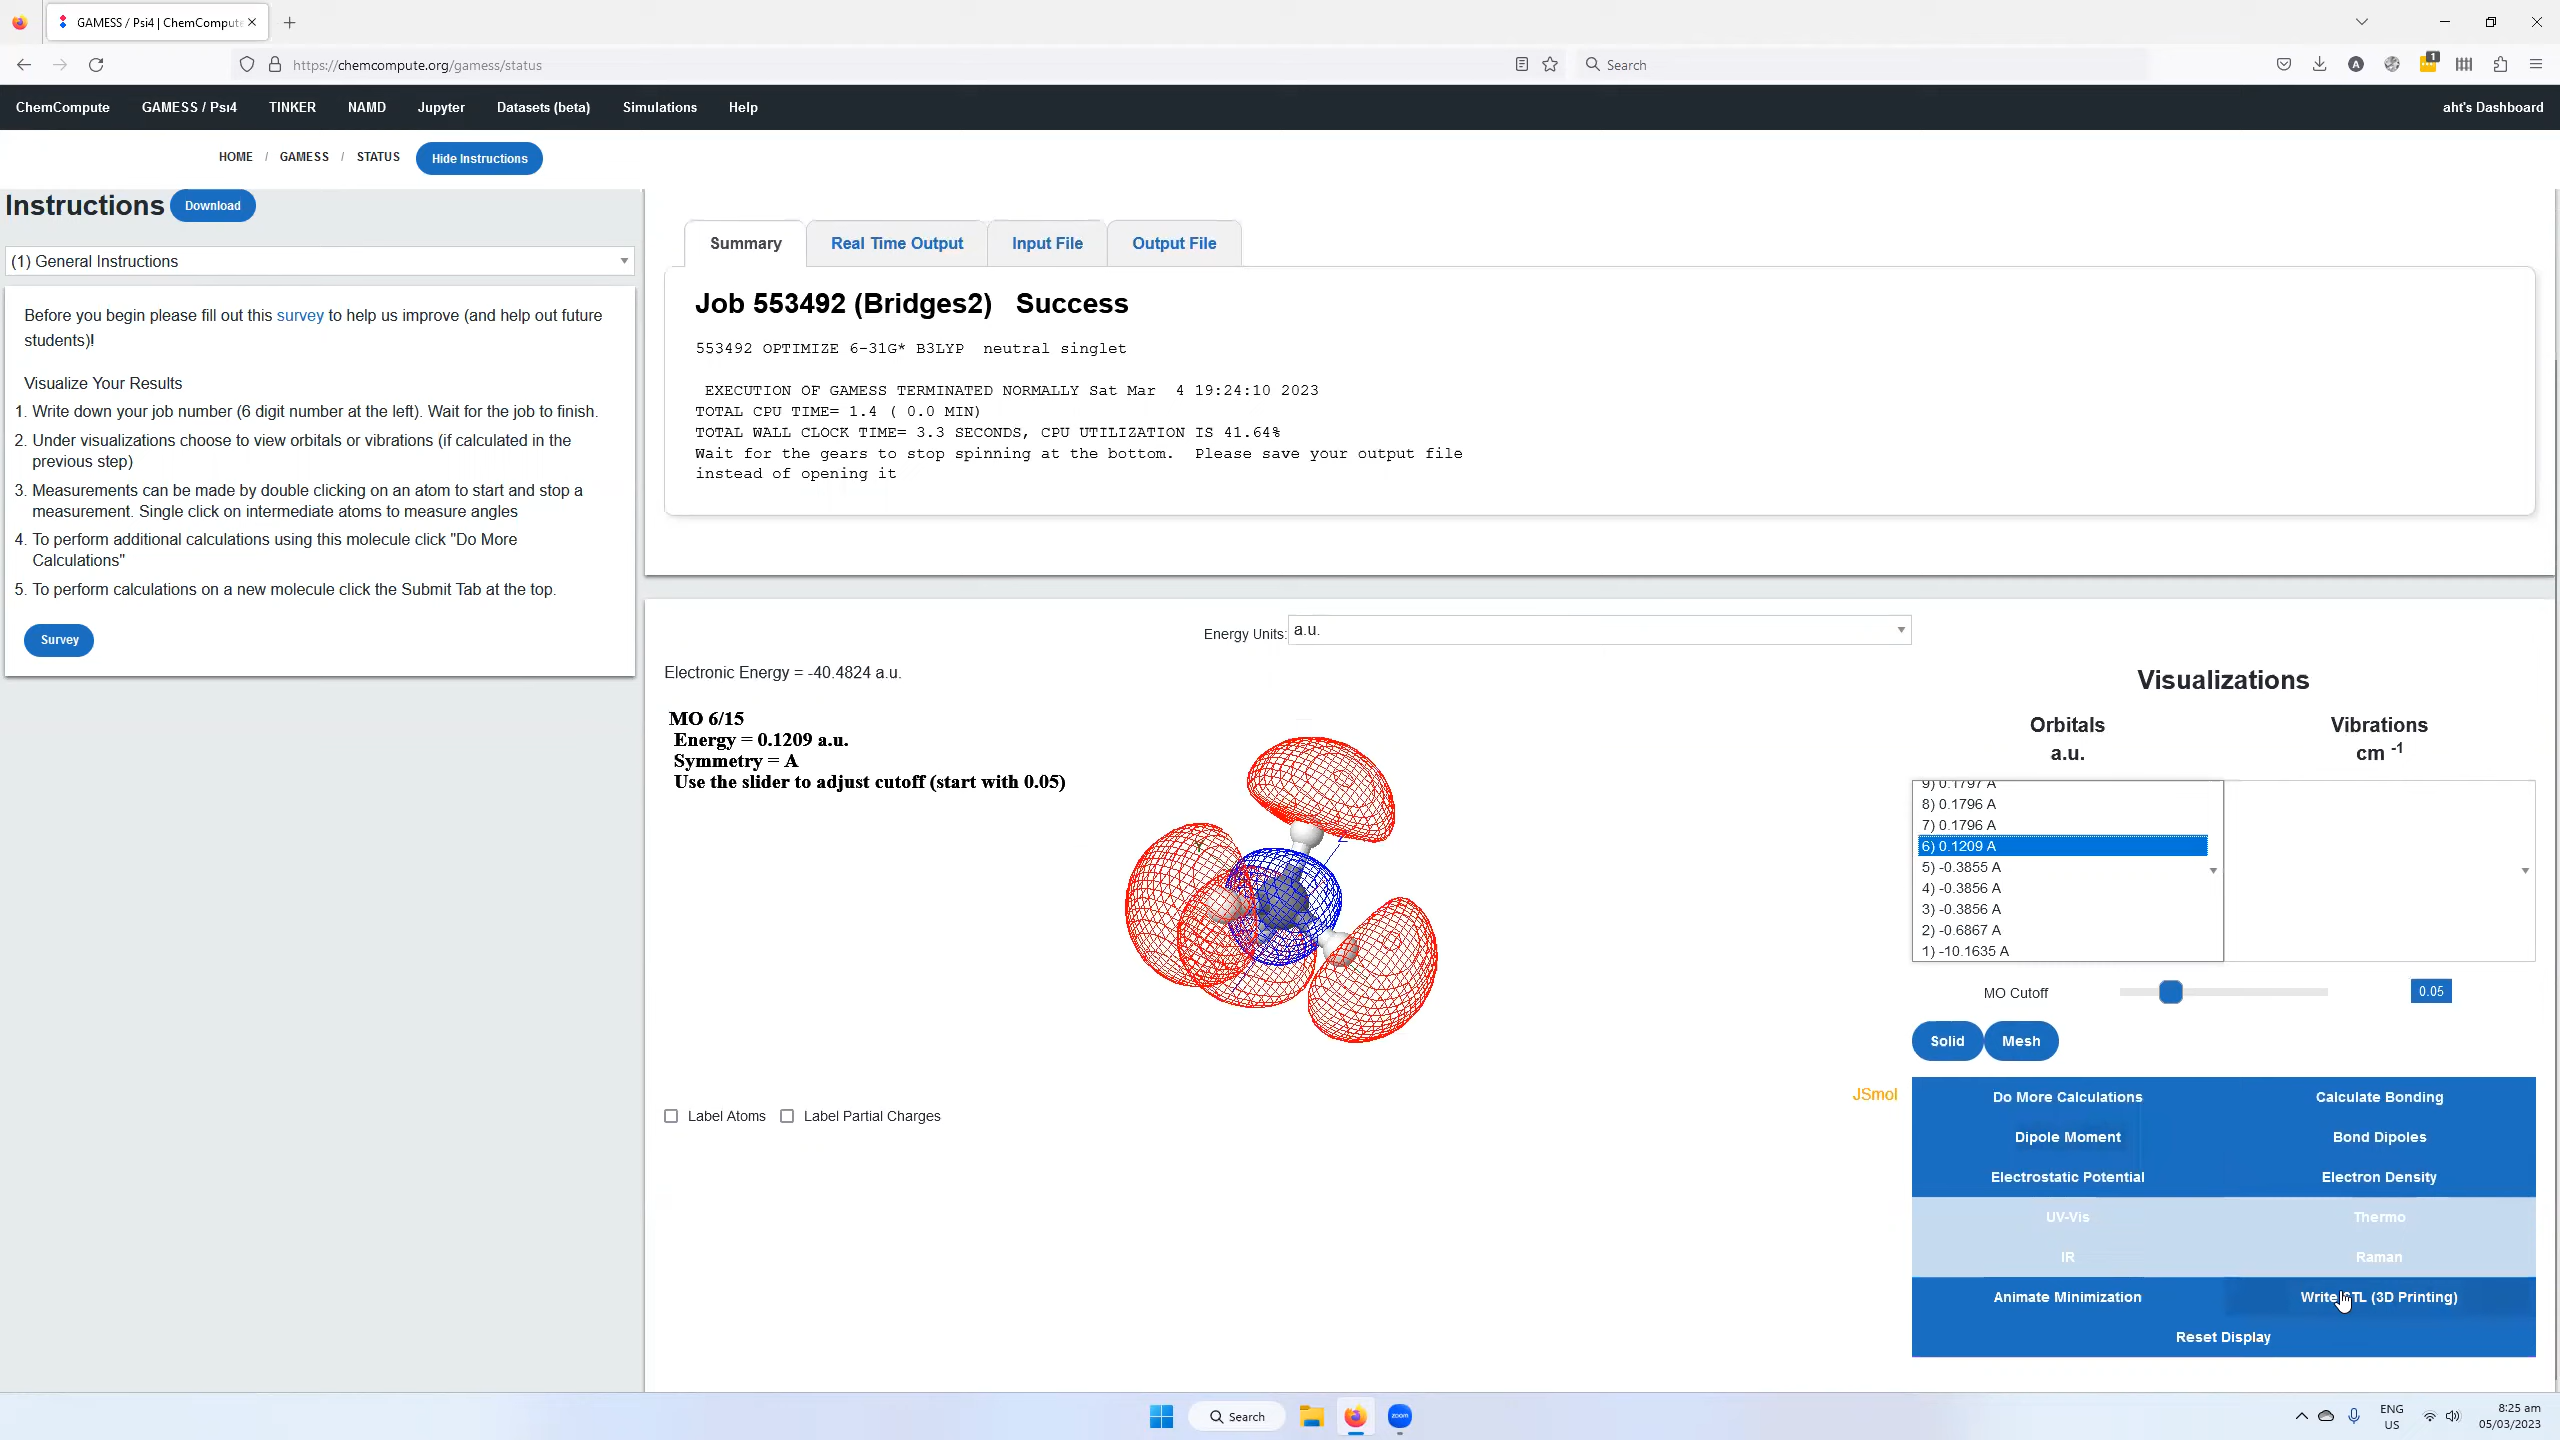 GAMESS / Psi4 | ChemCompute
https://chemcompute.org/gamess/status
Search
1
ChemCompute GAMESS / Psi4 TINKER NAMD Jupyter Datasets (beta) Simulations Help aht's Dashboard
HOME / GAMESS / STATUS Hide Instructions
Instructions Download
(1) General Instructions
Before you begin please fill out this survey to help us improve (and help out future
students)!
Visualize Your Results
1. Write down your job number (6 digit number at the left). Wait for the job to finish.
2. Under visualizations choose to view orbitals or vibrations (if calculated in the
previous step)
3. Measurements can be made by double clicking on an atom to start and stop a
measurement. Single click on intermediate atoms to measure angles
4. To perform additional calculations using this molecule click "Do More
Calculations"
5. To perform calculations on a new molecule click the Submit Tab at the top.
Survey
Summary Real Time Output Input File Output File
Job 553492 (Bridges2) Success
553492 OPTIMIZE 6-31G* B3LYP neutral singlet
EXECUTION OF GAMESS TERMINATED NORMALLY Sat Mar 4 19:24:10 2023
TOTAL CPU TIME= 1.4 ( 0.0 MIN)
TOTAL WALL CLOCK TIME= 3.3 SECONDS, CPU UTILIZATION IS 41.64%
Wait for the gears to stop spinning at the bottom. Please save your output file
instead of opening it
Energy Units: a.u.
Electronic Energy = -40.4824 a.u.
MO 6/15
Energy = 0.1209 a.u.
Symmetry = A
Use the slider to adjust cutoff (start with 0.05)
Y
Z
JSmol
Label Atoms Label Partial Charges
Visualizations
Orbitals
a.u.
Vibrations
cm -1
9) 0.1797 A
8) 0.1796 A
7) 0.1796 A
6) 0.1209 A
5) -0.3855 A
4) -0.3856 A
3) -0.3856 A
2) -0.6867 A
1) -10.1635 A
MO Cutoff 0.05
Solid Mesh
Do More Calculations Calculate Bonding
Dipole Moment Bond Dipoles
Electrostatic Potential Electron Density
UV-Vis Thermo
IR Raman
Animate Minimization Write STL (3D Printing)
Reset Display
Search
zoom
ENG
US
8:25 am
05/03/2023